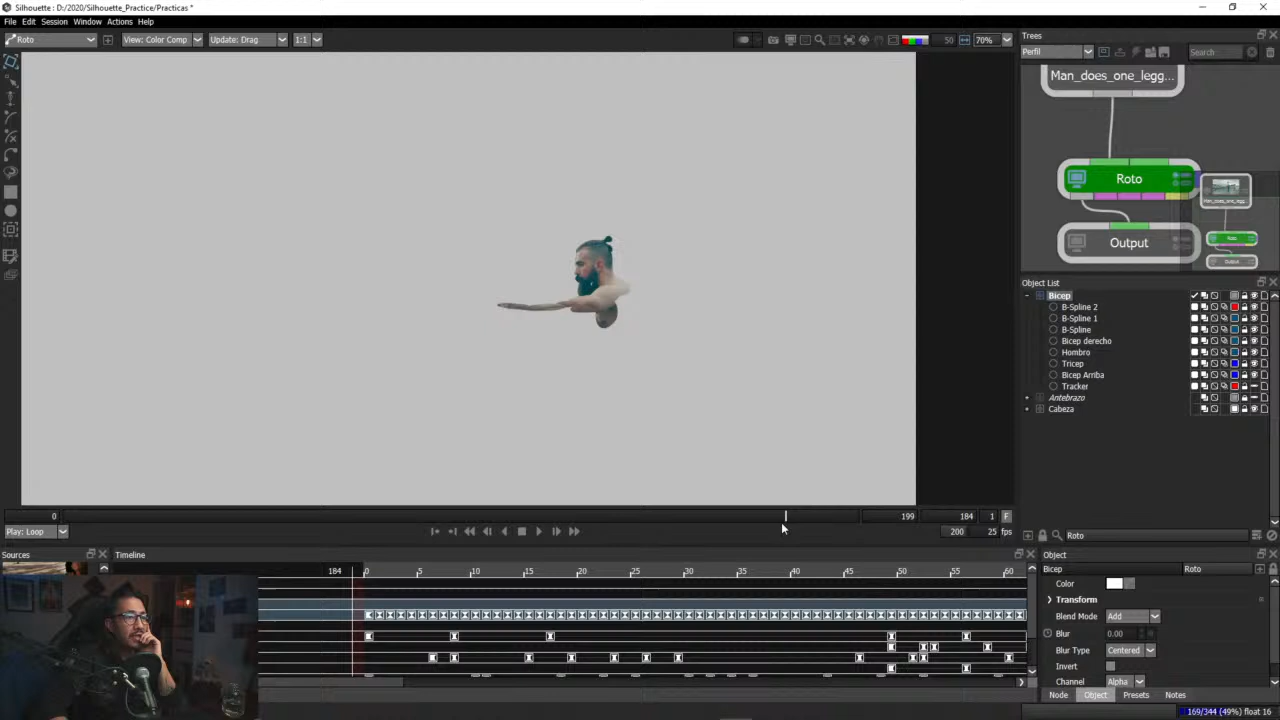 Silhouette : D:/2020/Silhouette_Practice/Practicas *
File Edit Session Window Actions Help
Roto View: Color Comp Update: Drag 1:1 50 70%
Trees
Perfil Search
Man_does_one_legg...
Roto
Output
Object List
Bicep
B-Spline 2
B-Spline 1
B-Spline
Bicep derecho
Hombro
Tricep
Bicep Arriba
Tracker
Antebrazo
Cabeza
0 199 184 1 F
Play: Loop 200 25 fps
Roto
Sources Timeline
184 0 5 10 15 20 25 30 35 40 45 50 55 60
Object
Bicep Roto
Color
Transform
Blend Mode Add
Blur 0.00
Blur Type Centered
Invert
Channel Alpha
Node Object Presets Notes
169/344 (49%) float 16